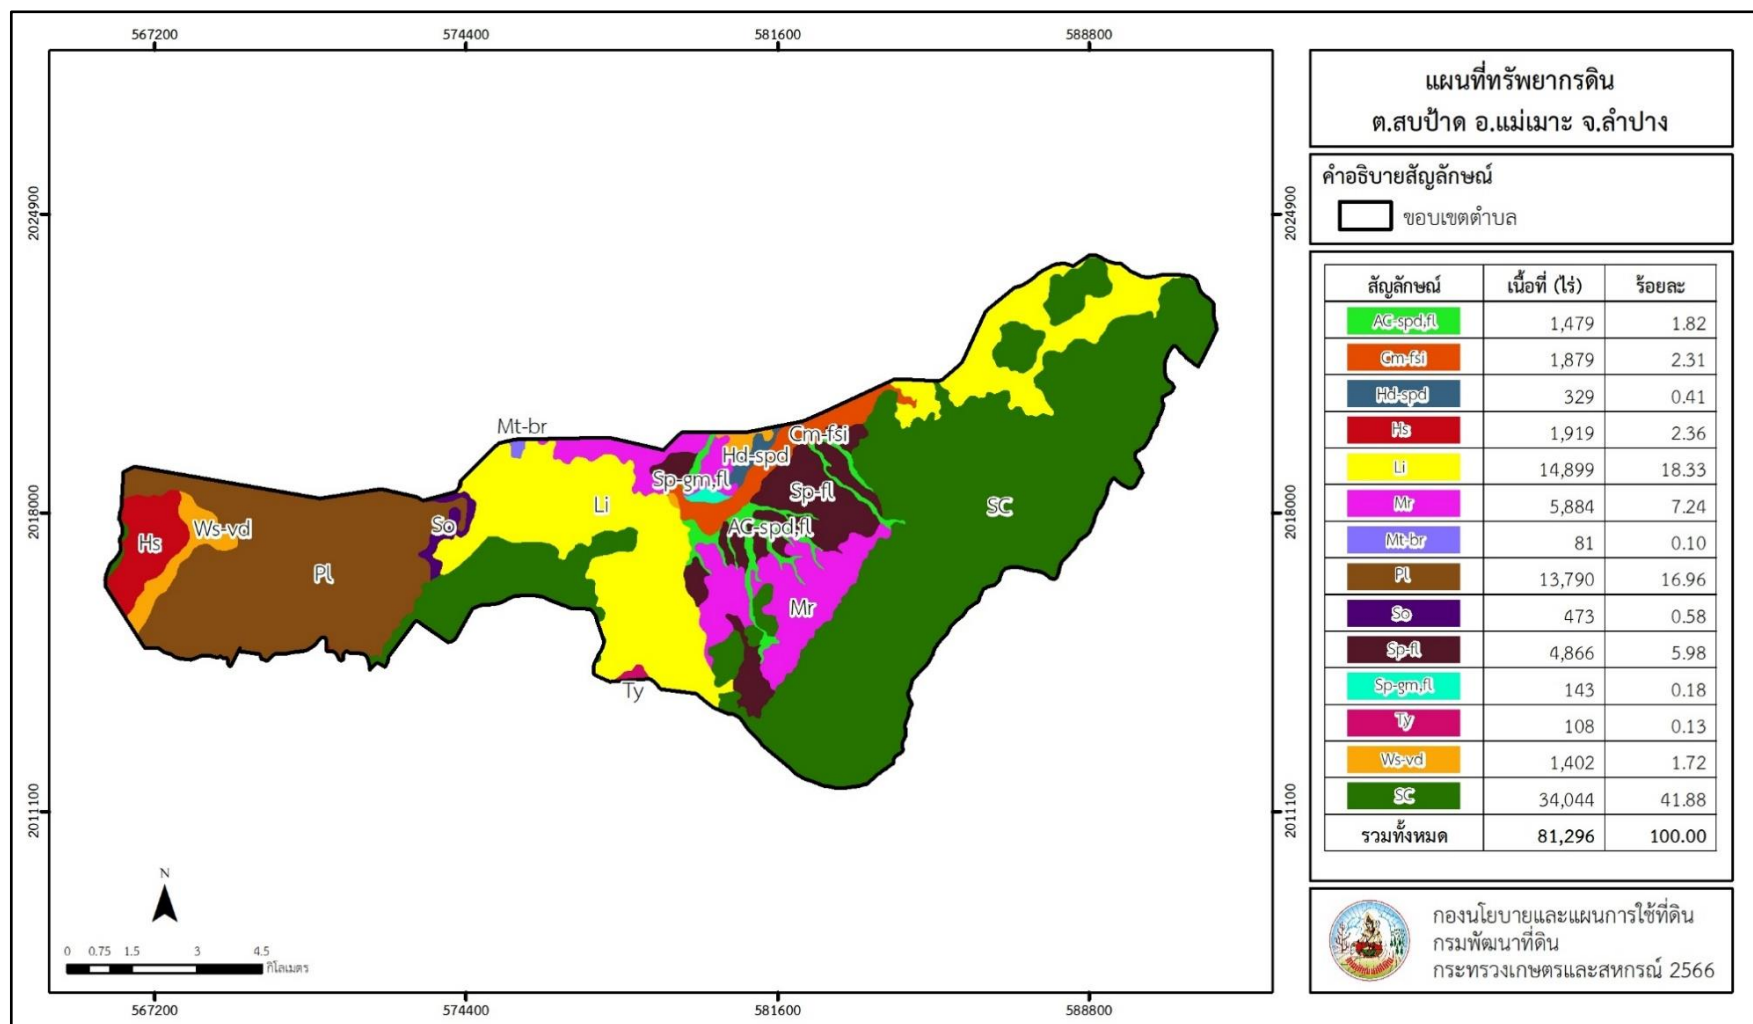 567200 574400 581600 588800
2024900 2024900
2018000 2018000
2011100 2011100
Mt-br
Cm-fsi
Hd-spd
Sp-gm,fl
Sp-fl
Li
SC
So
Ws-vd
AC-spd,fl
Hs
Pl
Mr
Ty
N
0 0.75 1.5 3 4.5
กิโลเมตร
567200 574400 581600 588800
แผนที่ทรัพยากรดิน
ต.สบป้าด อ.แม่เมาะ จ.ลำปาง
คำอธิบายสัญลักษณ์
ขอบเขตตำบล
สัญลักษณ์ เนื้อที่ (ไร่) ร้อยละ
AC-spd,fl 1,479 1.82
Cm-fsi 1,879 2.31
Hd-spd 329 0.41
Hs 1,919 2.36
Li 14,899 18.33
Mr 5,884 7.24
Mt-br 81 0.10
Pl 13,790 16.96
So 473 0.58
Sp-fl 4,866 5.98
Sp-gm,fl 143 0.18
Ty 108 0.13
Ws-vd 1,402 1.72
SC 34,044 41.88
รวมทั้งหมด 81,296 100.00
กองนโยบายและแผนการใช้ที่ดิน
กรมพัฒนาที่ดิน
กระทรวงเกษตรและสหกรณ์ 2566